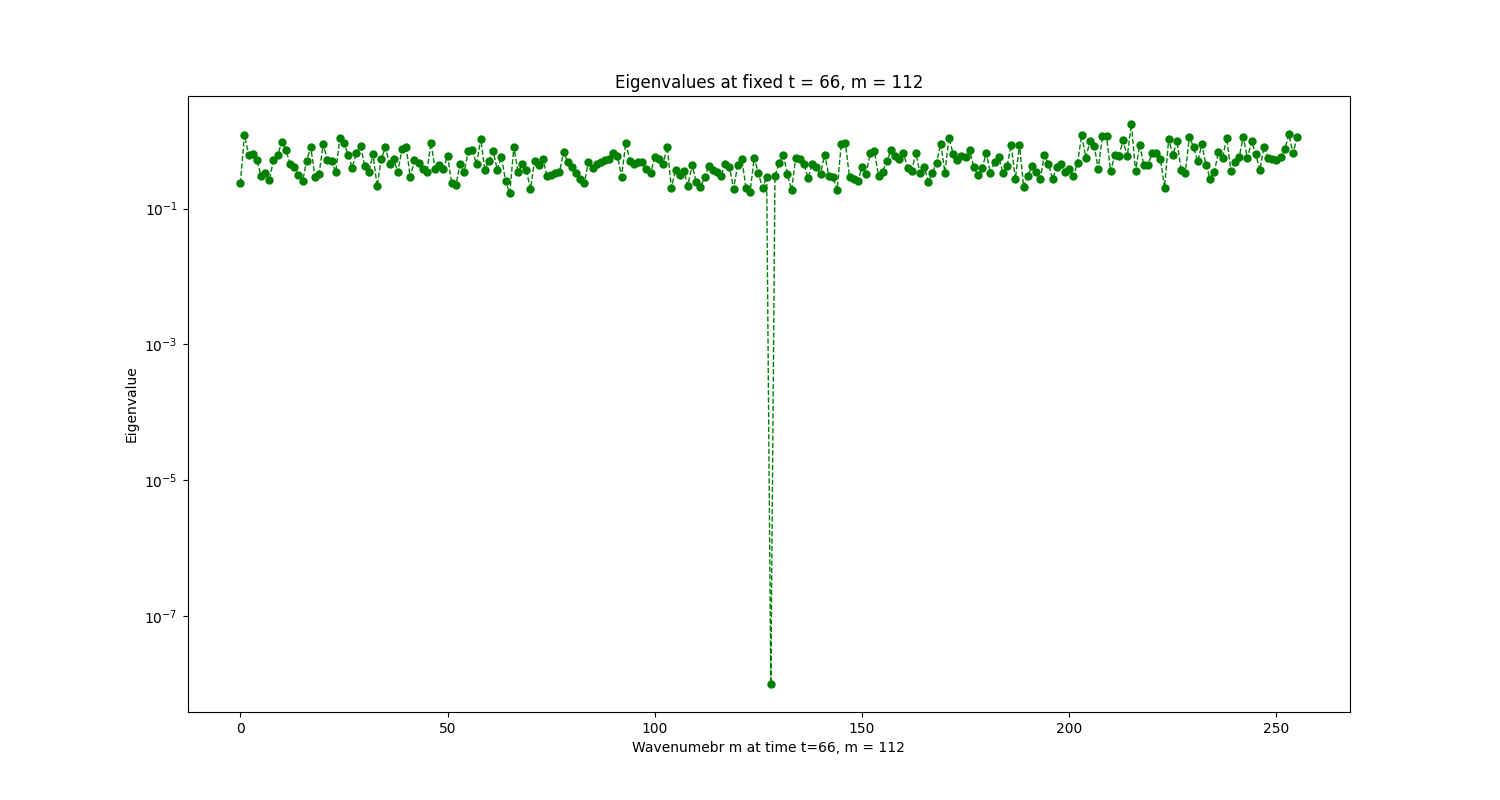 Eigenvalues at fixed t = 66, m = 112
Eigenvalue
10⁻¹
10⁻³
10⁻⁵
10⁻⁷
0 50 100 150 200 250
Wavenumebr m at time t=66, m = 112